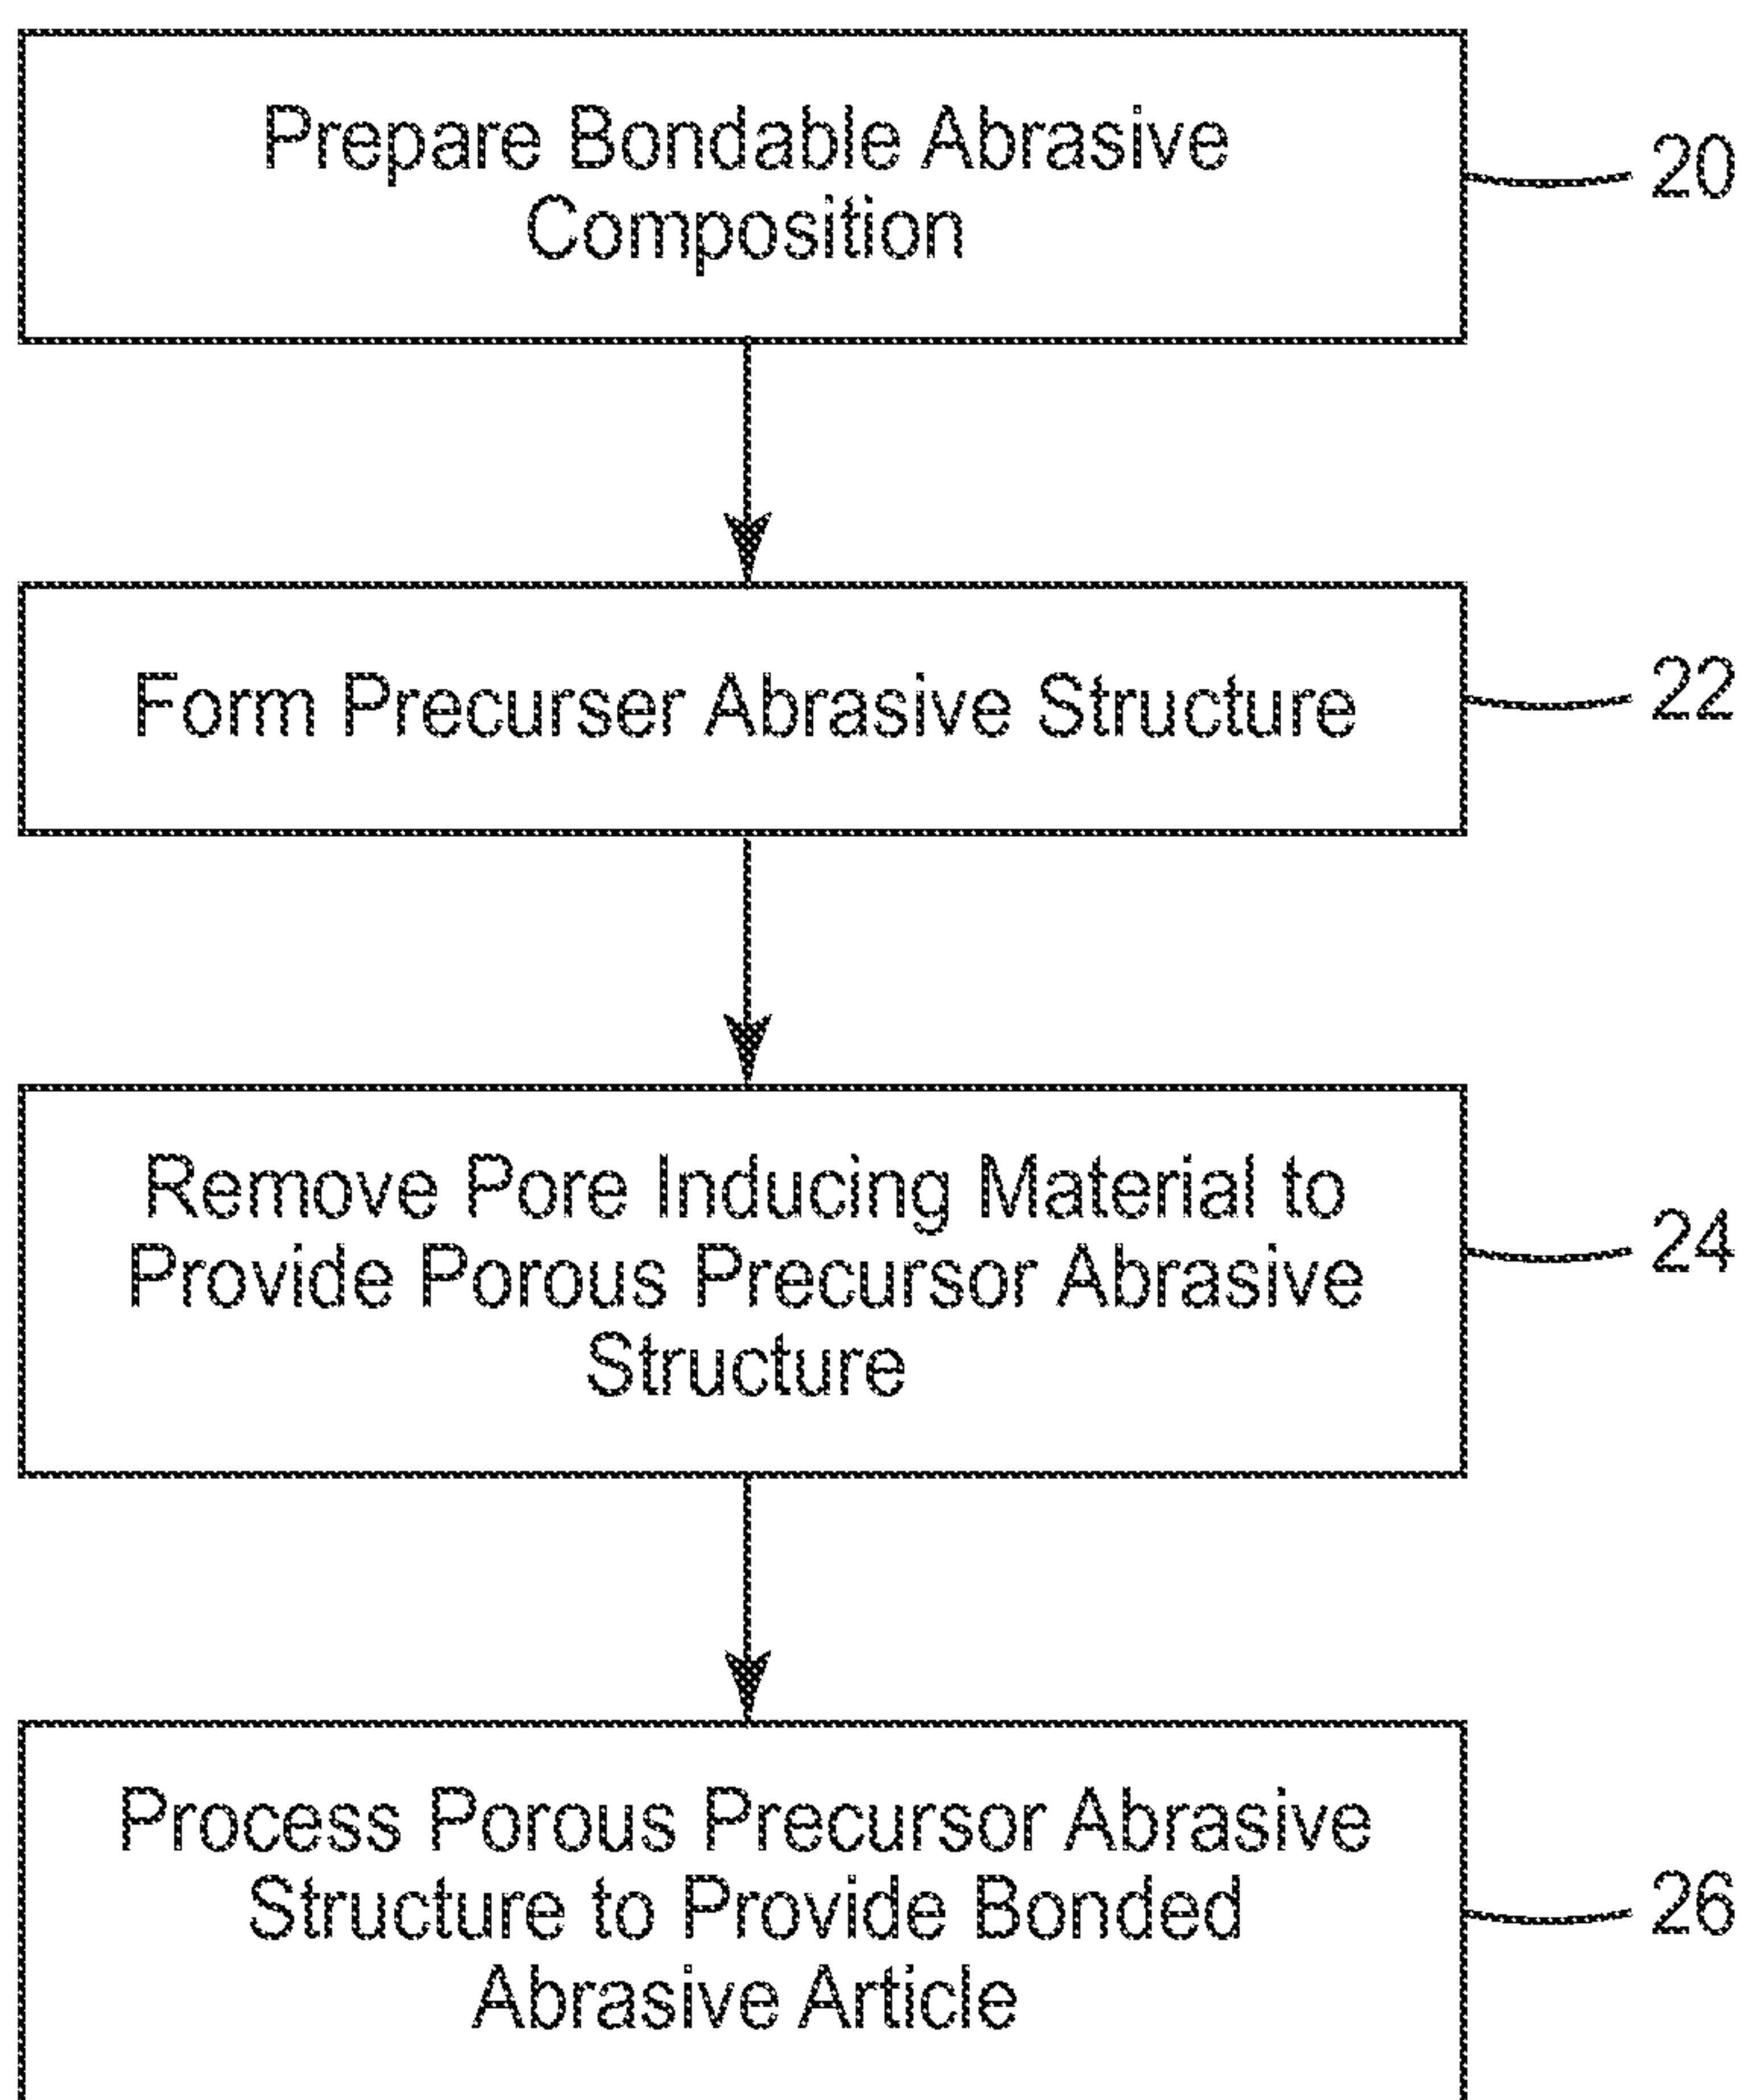 Prepare Bondable Abrasive
Composition
20
Form Precurser Abrasive Structure
22
Remove Pore Inducing Material to
Provide Porous Precursor Abrasive
Structure
24
Process Porous Precursor Abrasive
Structure to Provide Bonded
Abrasive Article
26